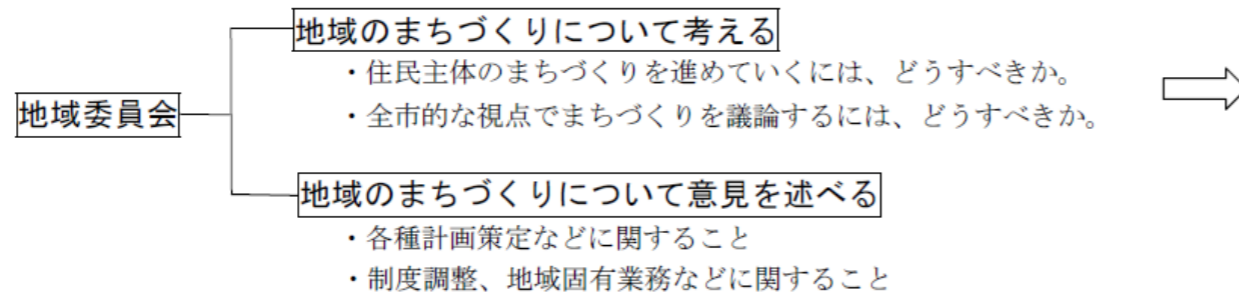 地域のまちづくりについて考える
・住民主体のまちづくりを進めていくには、どうすべきか。
・全市的な視点でまちづくりを議論するには、どうすべきか。
地域委員会
地域のまちづくりについて意見を述べる
・各種計画策定などに関すること
・制度調整、地域固有業務などに関すること